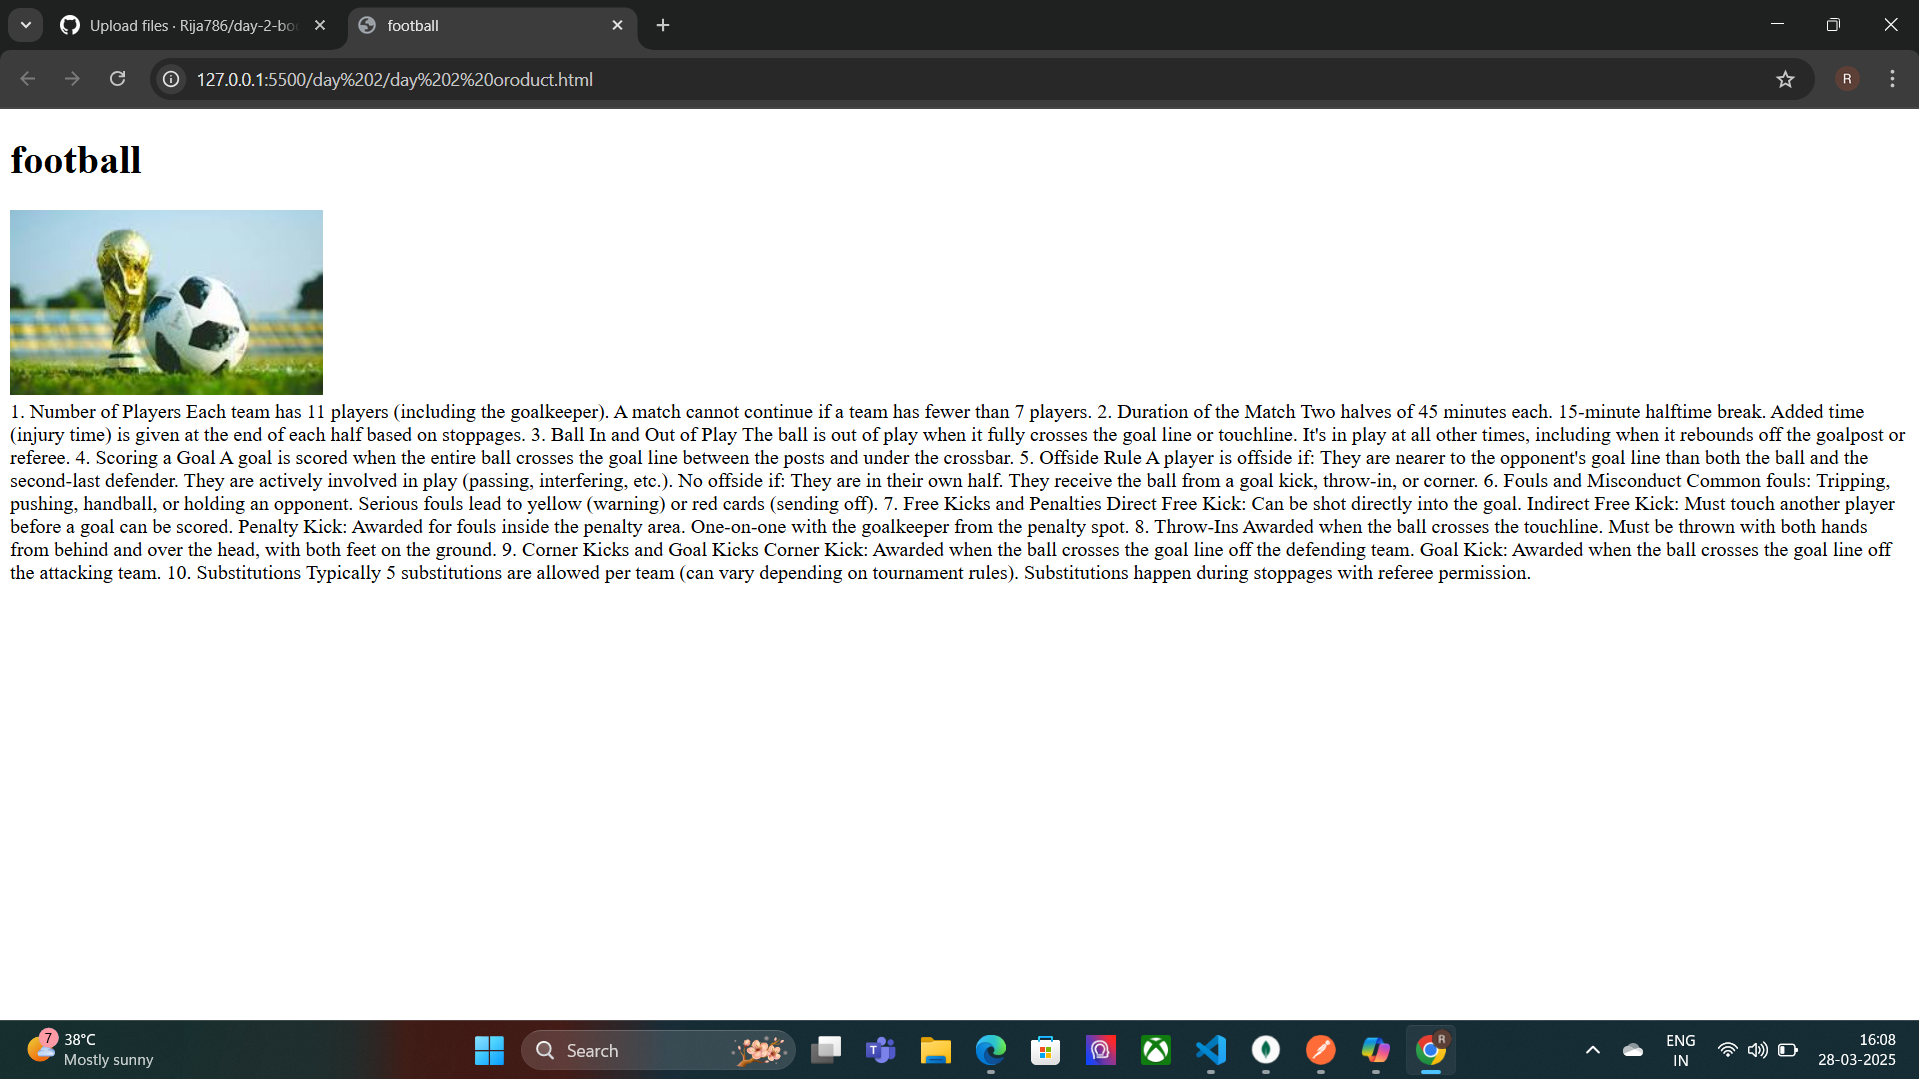 Upload files · Rija786/day-2-bo
football
127.0.0.1:5500/day%202/day%202%20oroduct.html
R
football
1. Number of Players Each team has 11 players (including the goalkeeper). A match cannot continue if a team has fewer than 7 players. 2. Duration of the Match Two halves of 45 minutes each. 15-minute halftime break. Added time
(injury time) is given at the end of each half based on stoppages. 3. Ball In and Out of Play The ball is out of play when it fully crosses the goal line or touchline. It's in play at all other times, including when it rebounds off the goalpost or
referee. 4. Scoring a Goal A goal is scored when the entire ball crosses the goal line between the posts and under the crossbar. 5. Offside Rule A player is offside if: They are nearer to the opponent's goal line than both the ball and the
second-last defender. They are actively involved in play (passing, interfering, etc.). No offside if: They are in their own half. They receive the ball from a goal kick, throw-in, or corner. 6. Fouls and Misconduct Common fouls: Tripping,
pushing, handball, or holding an opponent. Serious fouls lead to yellow (warning) or red cards (sending off). 7. Free Kicks and Penalties Direct Free Kick: Can be shot directly into the goal. Indirect Free Kick: Must touch another player
before a goal can be scored. Penalty Kick: Awarded for fouls inside the penalty area. One-on-one with the goalkeeper from the penalty spot. 8. Throw-Ins Awarded when the ball crosses the touchline. Must be thrown with both hands
from behind and over the head, with both feet on the ground. 9. Corner Kicks and Goal Kicks Corner Kick: Awarded when the ball crosses the goal line off the defending team. Goal Kick: Awarded when the ball crosses the goal line off
the attacking team. 10. Substitutions Typically 5 substitutions are allowed per team (can vary depending on tournament rules). Substitutions happen during stoppages with referee permission.
7
38°C
Mostly sunny
Search
T
R
ENG
IN
16:08
28-03-2025